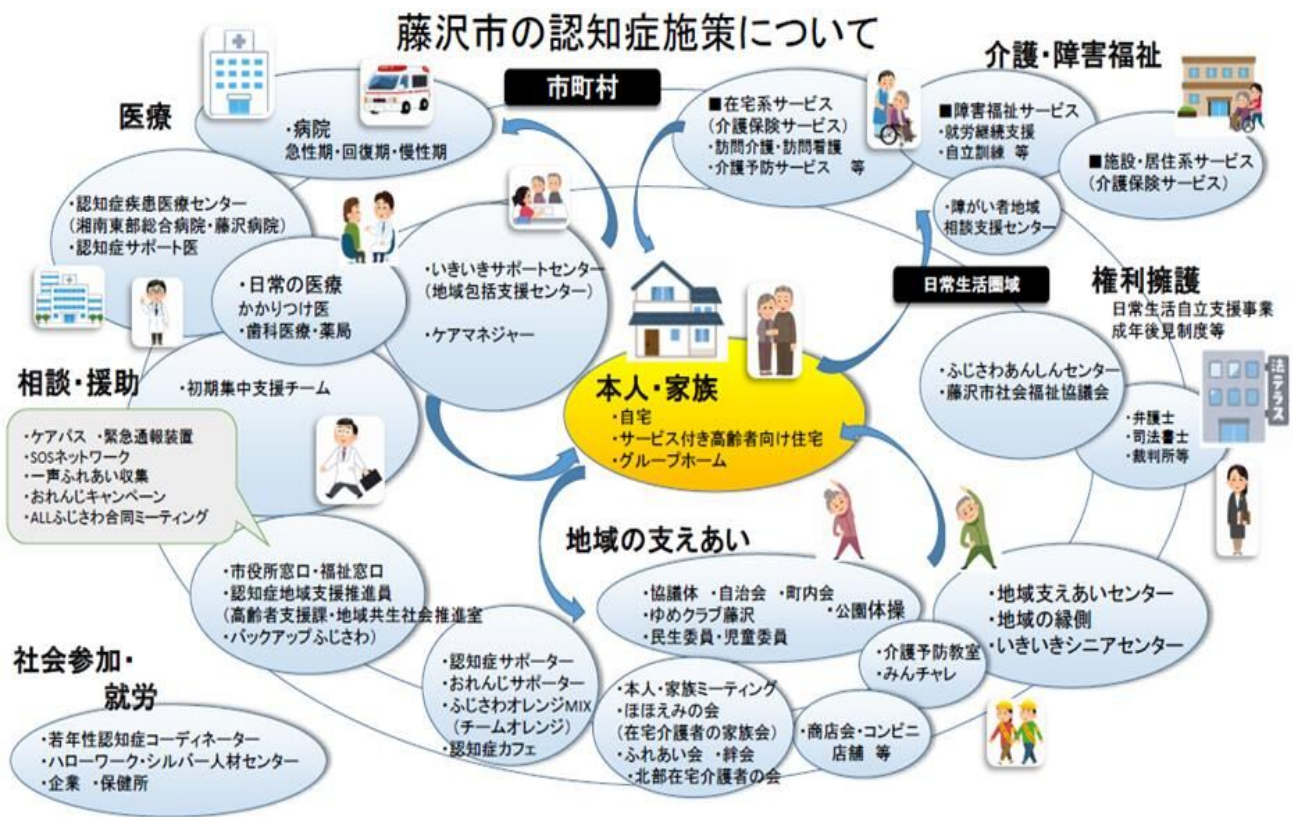 藤沢市の認知症施策について
市町村
医療
・病院
急性期・回復期・慢性期
・認知症疾患医療センター
(湘南東部総合病院・藤沢病院)
・認知症サポート医
・日常の医療
かかりつけ医
・歯科医療・薬局
・いきいきサポートセンター
(地域包括支援センター)
・ケアマネジャー
介護・障害福祉
■在宅系サービス
(介護保険サービス)
・訪問介護・訪問看護
・介護予防サービス 等
■障害福祉サービス
・就労継続支援
・自立訓練 等
■施設・居住系サービス
(介護保険サービス)
・障がい者地域
相談支援センター
日常生活圏域
権利擁護
日常生活自立支援事業
成年後見制度等
・ふじさわあんしんセンター
・藤沢市社会福祉協議会
法テラス
・弁護士
・司法書士
・裁判所等
本人・家族
・自宅
・サービス付き高齢者向け住宅
・グループホーム
相談・援助
・初期集中支援チーム
・ケアパス ・緊急通報装置
・SOSネットワーク
・一声ふれあい収集
・おれんじキャンペーン
・ALLふじさわ合同ミーティング
・市役所窓口・福祉窓口
・認知症地域支援推進員
(高齢者支援課・地域共生社会推進室
・バックアップふじさわ)
地域の支えあい
・協議体 ・自治会 ・町内会
・ゆめクラブ藤沢 ・公園体操
・民生委員・児童委員
・地域支えあいセンター
・地域の縁側
・いきいきシニアセンター
・介護予防教室
・みんチャレ
・認知症サポーター
・おれんじサポーター
・ふじさわオレンジMIX
(チームオレンジ)
・認知症カフェ
・本人・家族ミーティング
・ほほえみの会
(在宅介護者の家族会)
・ふれあい会 ・絆会
・北部在宅介護者の会
・商店会・コンビニ
店舗 等
社会参加・
就労
・若年性認知症コーディネーター
・ハローワーク・シルバー人材センター
・企業 ・保健所